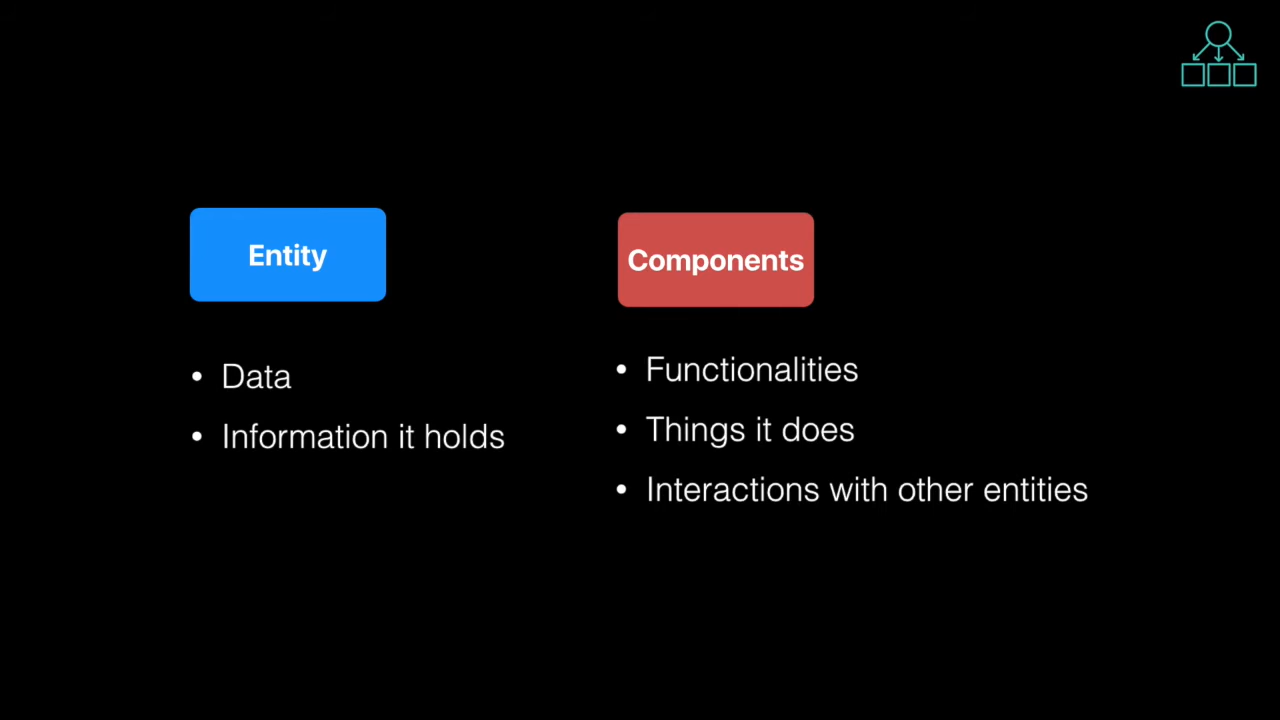 Entity
• Data
• Information it holds
Components
• Functionalities
• Things it does
• Interactions with other entities